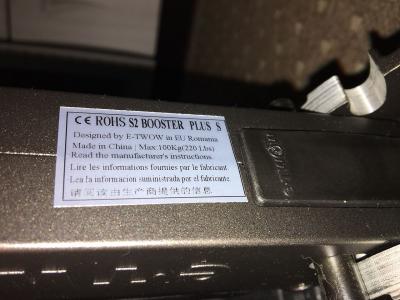 CE ROHS S2 BOOSTER PLUS S
Designed by E-TWOW in EU Romania
Made in China | Max:100Kg(220 Lbs)
Read the manufacturer's instructions.
Lire les informations fournies par le fabricant.
Lea la información suministrada por el fabricante.
请阅读由生产商提供的信息